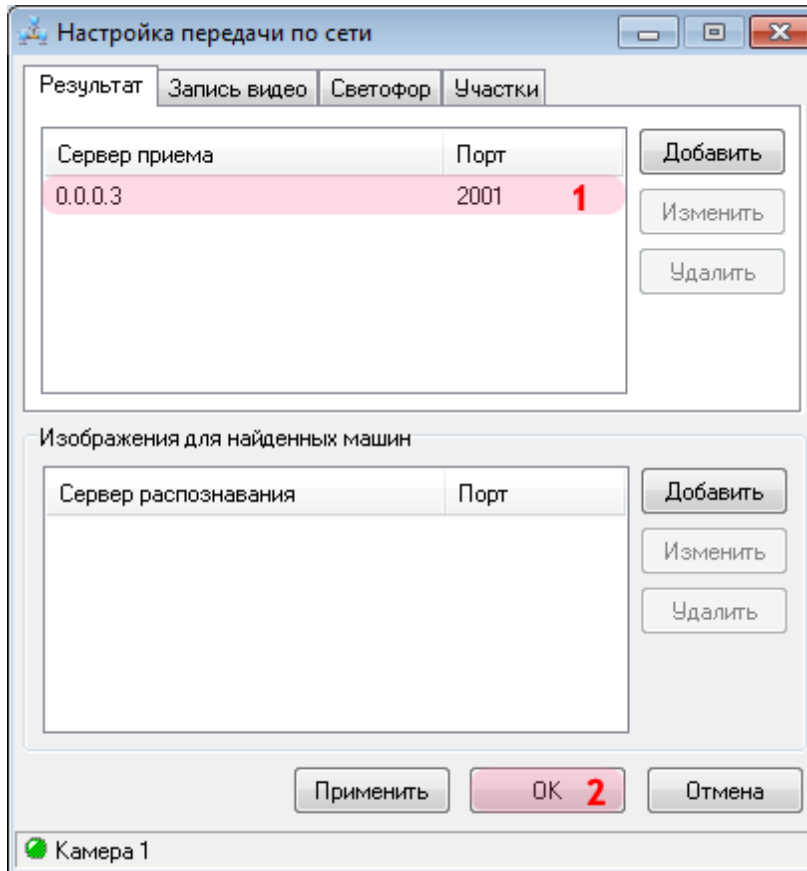 Настройка передачи по сети
Результат Запись видео Светофор Участки
Сервер приема Порт
0.0.0.3 2001 1
Добавить
Изменить
Удалить
Изображения для найденных машин
Сервер распознавания Порт
Добавить
Изменить
Удалить
Применить OK 2 Отмена
Камера 1